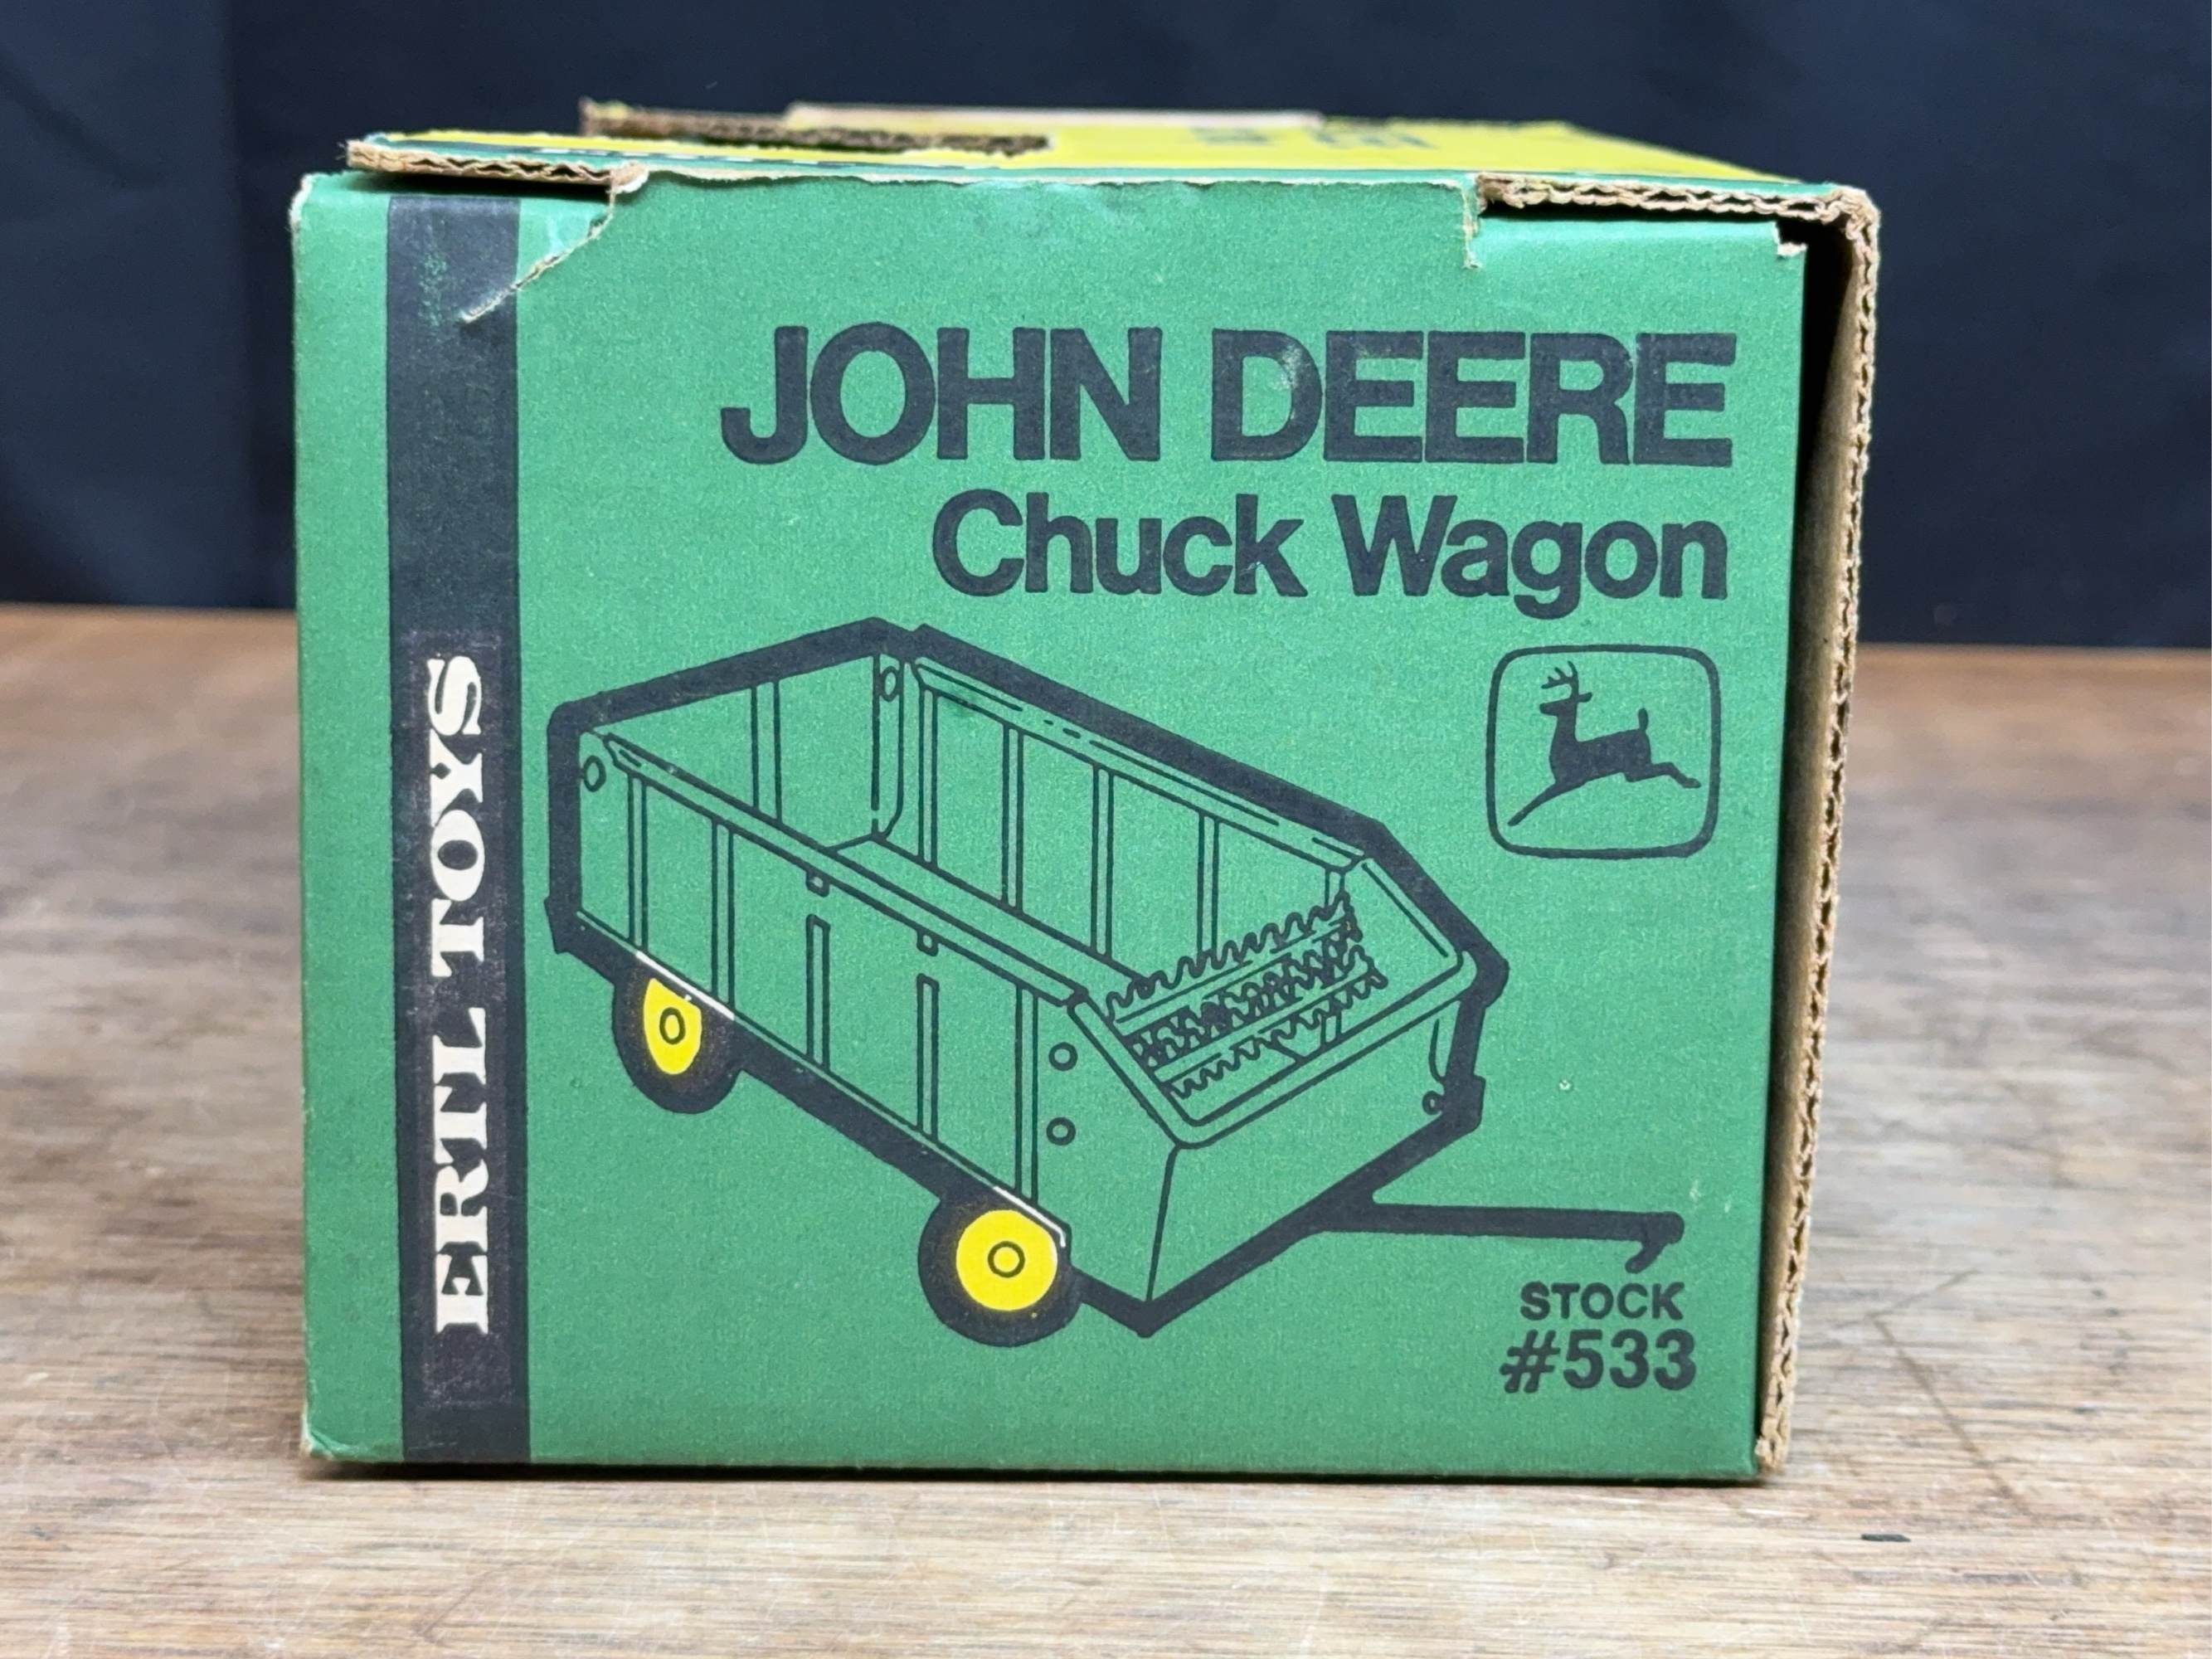 JOHN DEERE
Chuck Wagon
ERTL TOYS
STOCK
#533